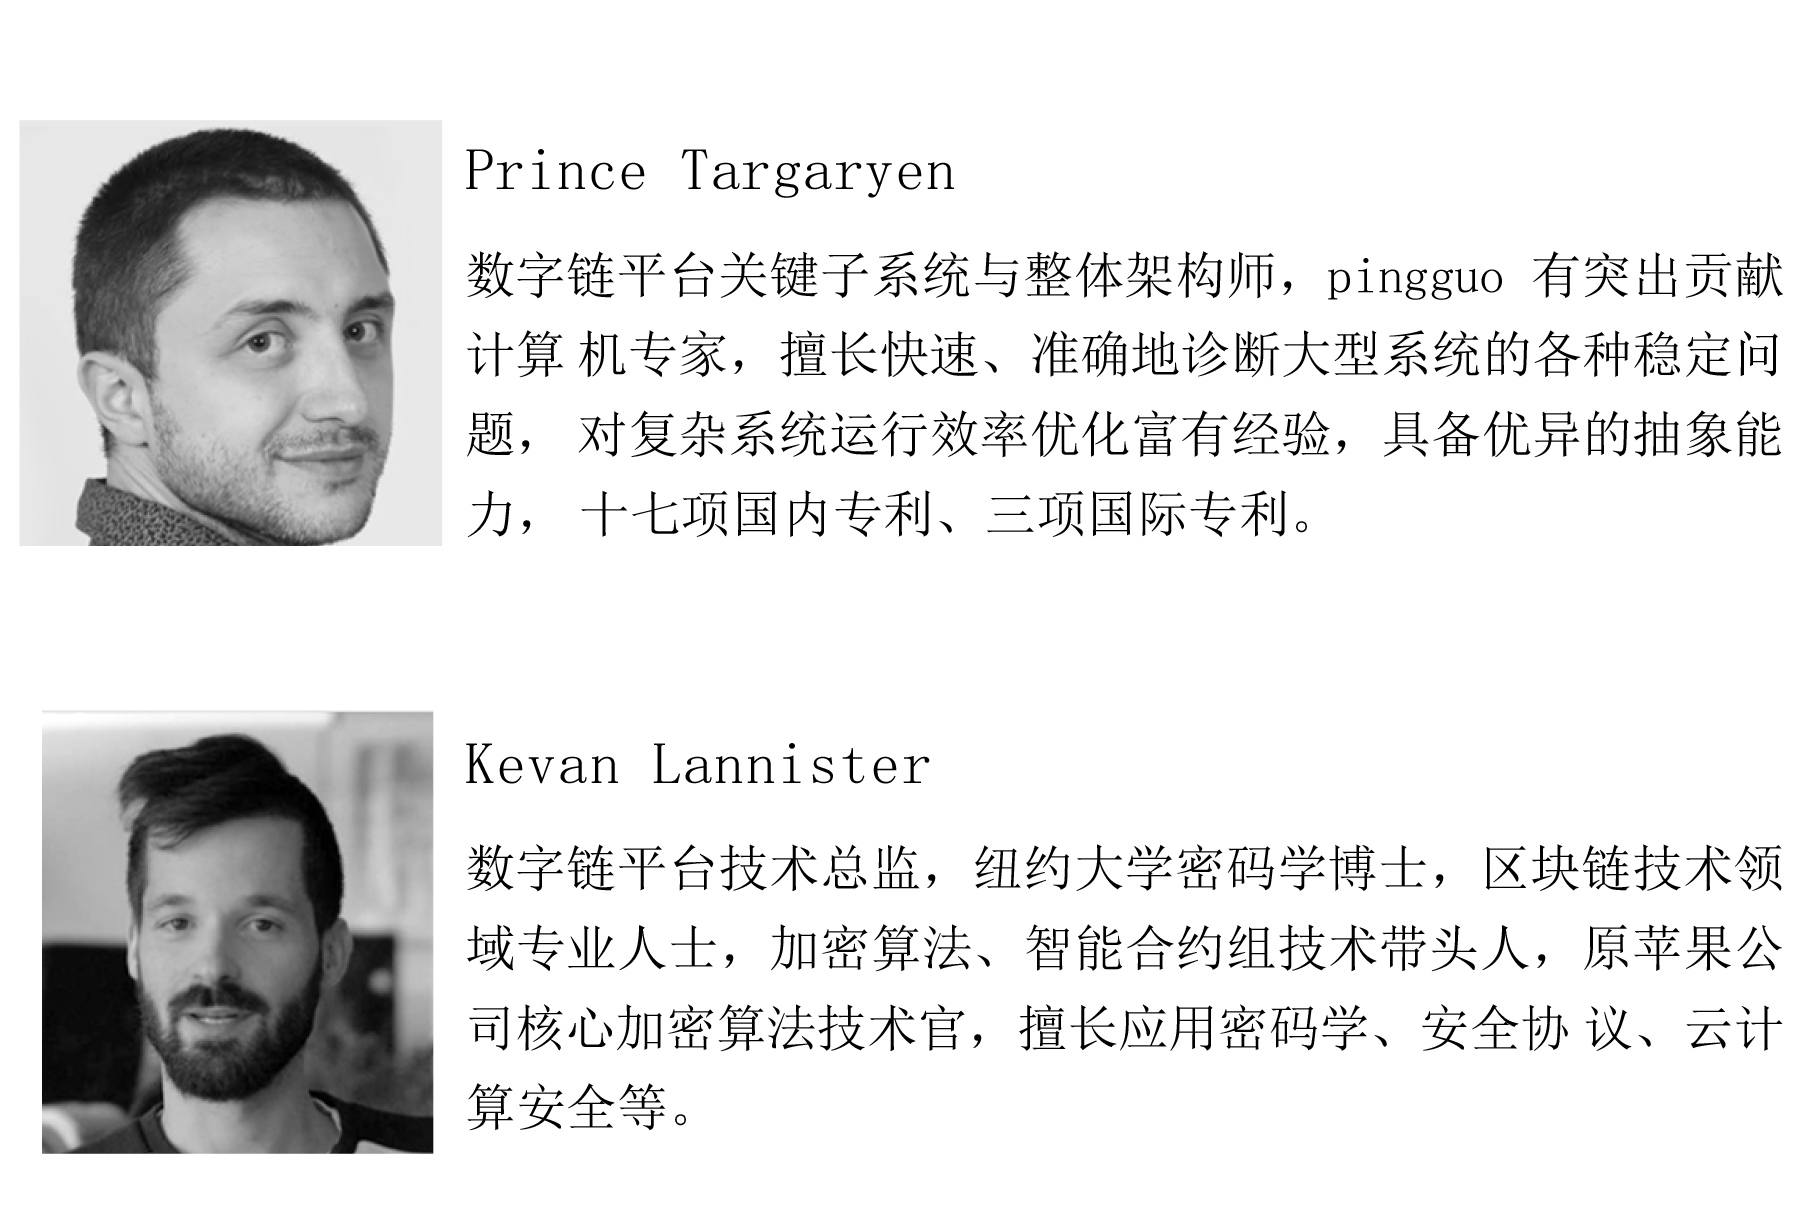 Prince Targaryen
数字链平台关键子系统与整体架构师，pingguo 有突出贡献
计算 机专家，擅长快速、准确地诊断大型系统的各种稳定问
题， 对复杂系统运行效率优化富有经验，具备优异的抽象能
力， 十七项国内专利、三项国际专利。
Kevan Lannister
数字链平台技术总监，纽约大学密码学博士，区块链技术领
域专业人士，加密算法、智能合约组技术带头人，原苹果公
司核心加密算法技术官，擅长应用密码学、安全协 议、云计
算安全等。